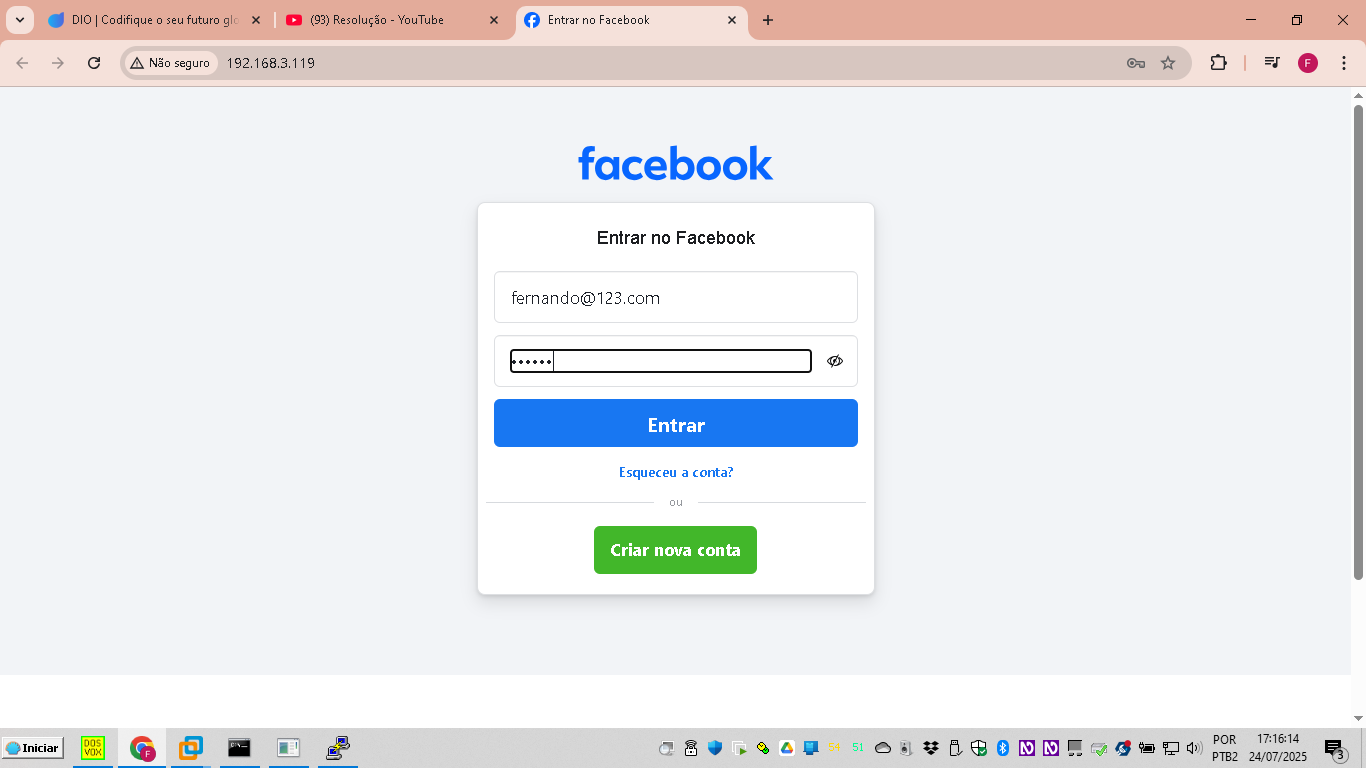 DIO | Codifique o seu futuro glo
(93) Resolução - YouTube
Entrar no Facebook
Não seguro
192.168.3.119
F
facebook
Entrar no Facebook
fernando@123.com
••••••
Entrar
Esqueceu a conta?
ou
Criar nova conta
Iniciar
DOS
VOX
F
51
51
POR
PTB2
17:16:14
24/07/2025
3